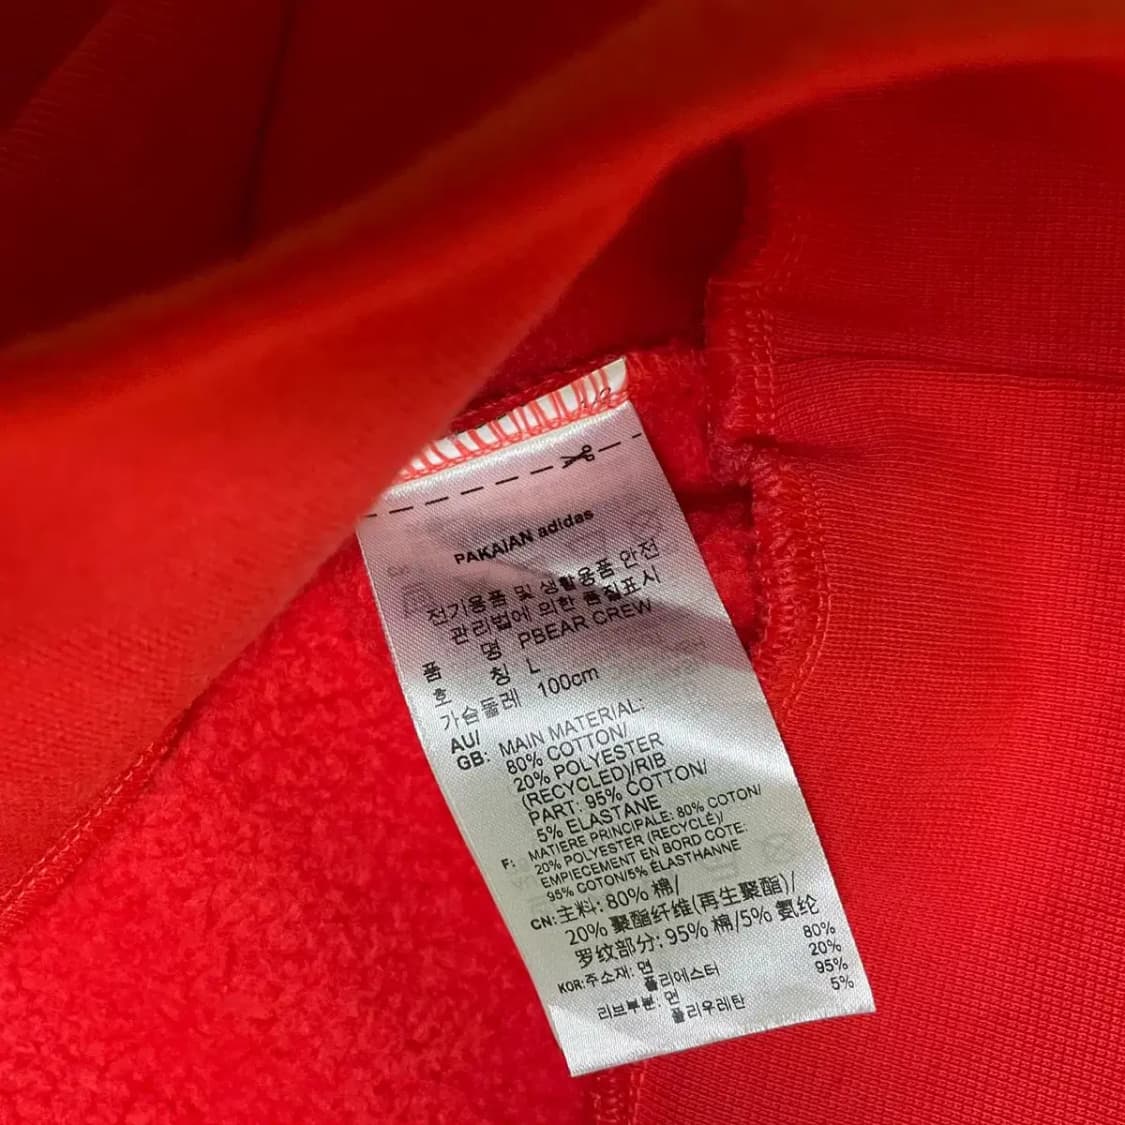 PAKAIAN adidas
전기용품 및 생활용품 안전
관리법에 의한 품질표시
품 명 PBEAR CREW
호 칭 L
가슴둘레 100cm
AU/
GB: MAIN MATERIAL:
80% COTTON/
20% POLYESTER
(RECYCLED)/RIB
PART: 95% COTTON/
5% ELASTANE
F: MATIERE PRINCIPALE: 80% COTON/
20% POLYESTER (RECYCLÉ)/
EMPIECEMENT EN BORD COTE:
95% COTON/5% ÉLASTHANNE
CN: 主料: 80% 棉/
20% 聚酯纤维(再生聚酯)/
罗纹部分: 95% 棉/5% 氨纶
KOR: 주소재: 면 80%
폴리에스터 20%
리브부분: 면 95%
폴리우레탄 5%